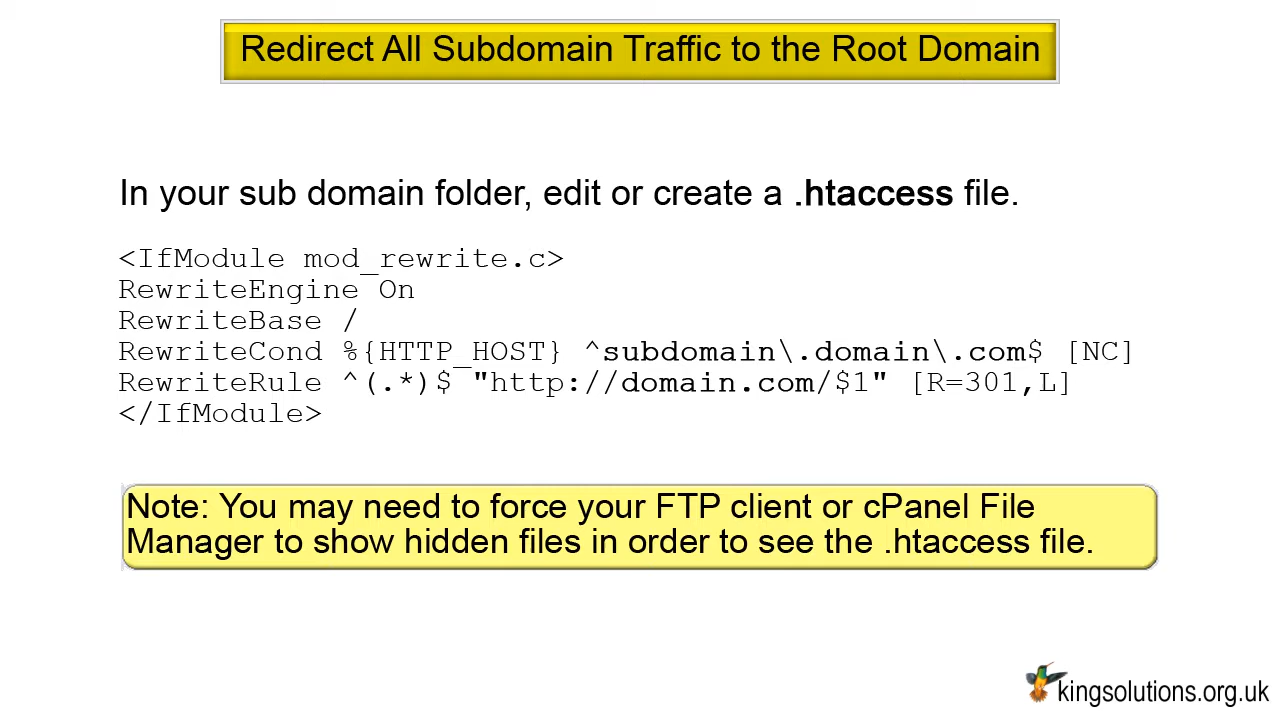 Redirect All Subdomain Traffic to the Root Domain
In your sub domain folder, edit or create a .htaccess file.
<IfModule mod_rewrite.c>
RewriteEngine On
RewriteBase /
RewriteCond %{HTTP_HOST} ^subdomain\.domain\.com$ [NC]
RewriteRule ^(.*)$ "http://domain.com/$1" [R=301,L]
</IfModule>
Note: You may need to force your FTP client or cPanel File
Manager to show hidden files in order to see the .htaccess file.
kingsolutions.org.uk